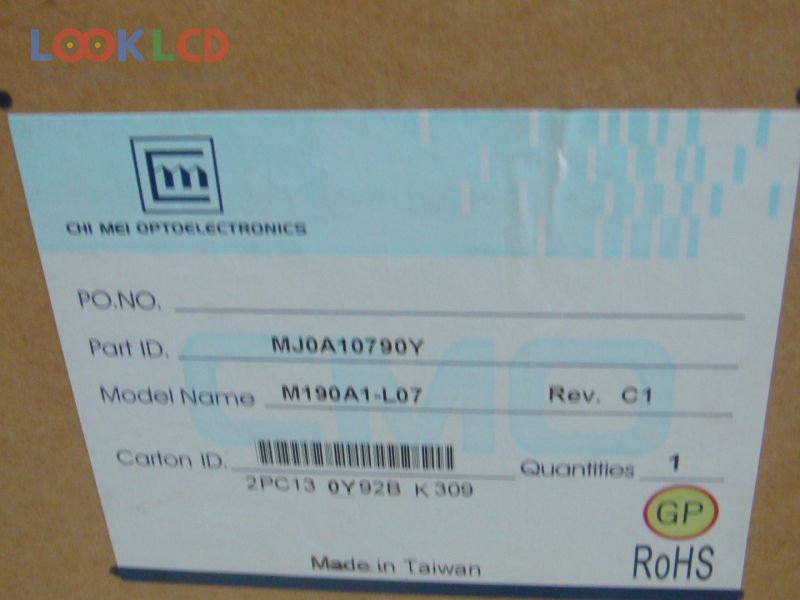 LOOKLCD
CHI MEI OPTOELECTRONICS
PO.NO.
Part ID. MJ0A10790Y
Model Name M190A1-L07 Rev. C1
CMO
Carton ID. Quantities 1
2PC13 0Y92B K309
GP
Made in Taiwan RoHS